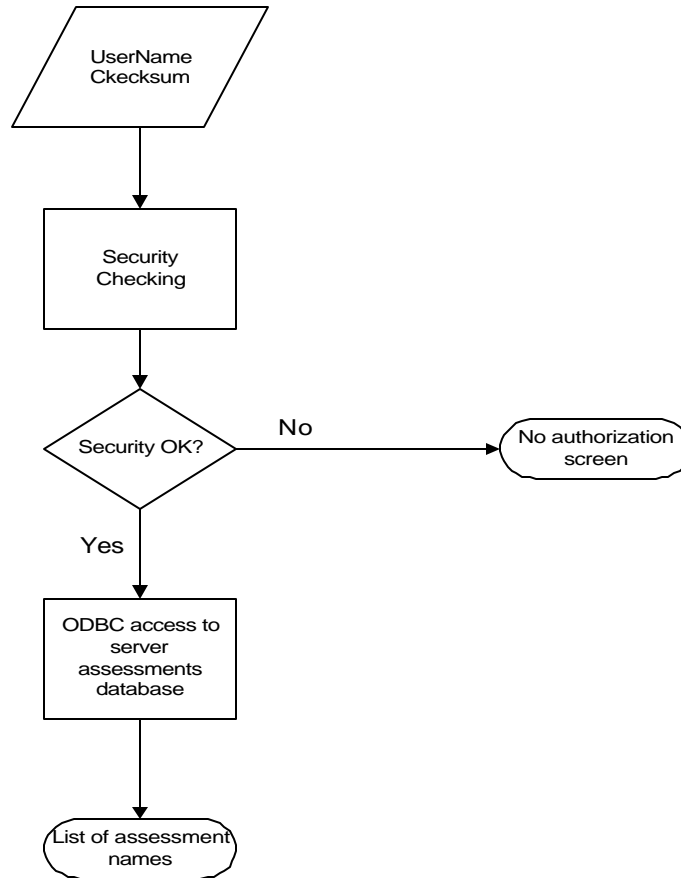 UserName
Ckecksum
Security
Checking
Security OK?
No
No authorization
screen
Yes
ODBC access to
server
assessments
database
List of assessment
names